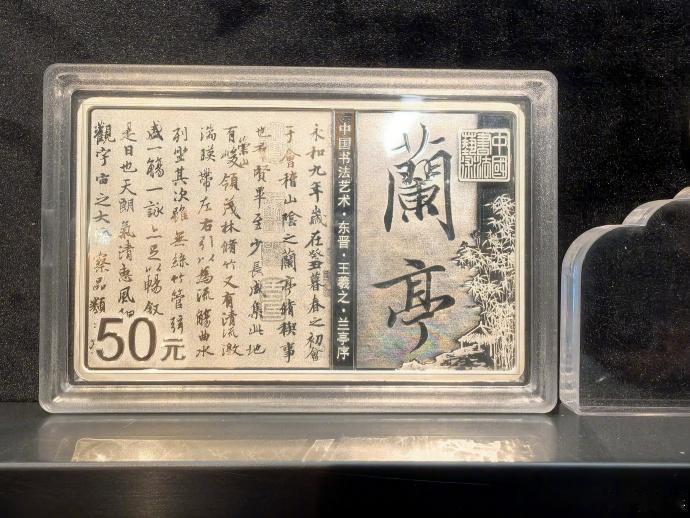 中國
書法
藝術
蘭亭
中国书法艺术·东晋·王羲之·兰亭序
永和九年歲在癸丑暮春之初會
于會稽山陰之蘭亭脩稧事
也羣賢畢至少長咸集此地
有崇山峻領茂林脩竹又有清流激
湍暎帶左右引以為流觴曲水
列坐其次雖無絲竹管弦
盛一觴一詠亦足以暢敘
是日也天朗氣清惠風
觀宇宙之大察品類
50元